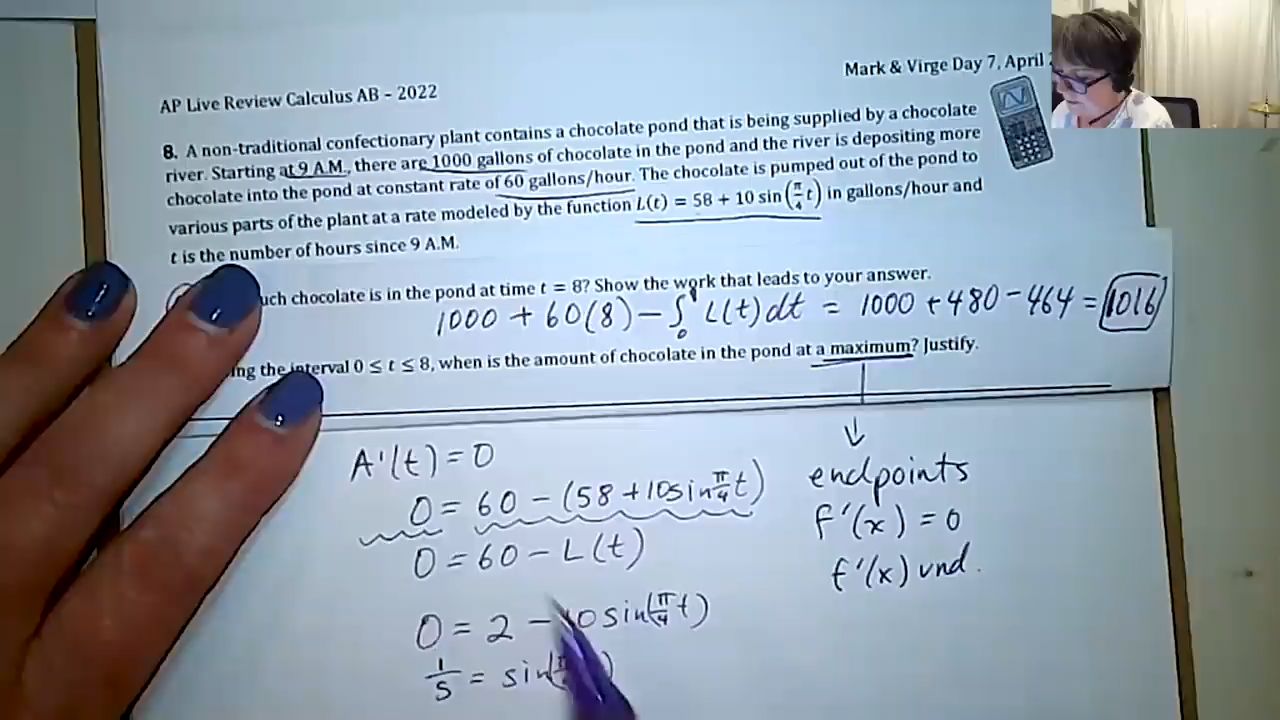 AP Live Review Calculus AB – 2022
Mark & Virge Day 7, April
8. A non-traditional confectionary plant contains a chocolate pond that is being supplied by a chocolate
river. Starting at 9 A.M., there are 1000 gallons of chocolate in the pond and the river is depositing more
chocolate into the pond at constant rate of 60 gallons/hour. The chocolate is pumped out of the pond to
various parts of the plant at a rate modeled by the function L(t) = 58 + 10 sin(π/4 t) in gallons/hour and
t is the number of hours since 9 A.M.
uch chocolate is in the pond at time t = 8? Show the work that leads to your answer.
1000 + 60(8) − ∫₀⁸ L(t)dt = 1000 + 480 − 464 = 1016
ng the interval 0 ≤ t ≤ 8, when is the amount of chocolate in the pond at a maximum? Justify.
A'(t) = 0
0 = 60 − (58 + 10sin π/4 t)
0 = 60 − L(t)
0 = 2 − 10 sin(π/4 t)
1/5 = sin(
endpoints
f'(x) = 0
f'(x) und.